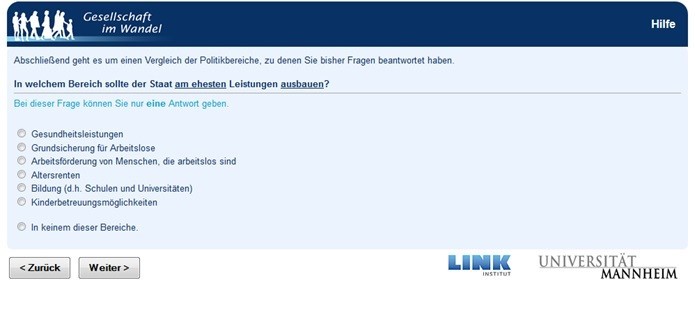 Gesellschaft
im Wandel
Hilfe
Abschließend geht es um einen Vergleich der Politikbereiche, zu denen Sie bisher Fragen beantwortet haben.
In welchem Bereich sollte der Staat am ehesten Leistungen ausbauen?
Bei dieser Frage können Sie nur eine Antwort geben.
Gesundheitsleistungen
Grundsicherung für Arbeitslose
Arbeitsförderung von Menschen, die arbeitslos sind
Altersrenten
Bildung (d.h. Schulen und Universitäten)
Kinderbetreuungsmöglichkeiten
In keinem dieser Bereiche.
< Zurück
Weiter >
LINK
INSTITUT
UNIVERSITÄT
MANNHEIM